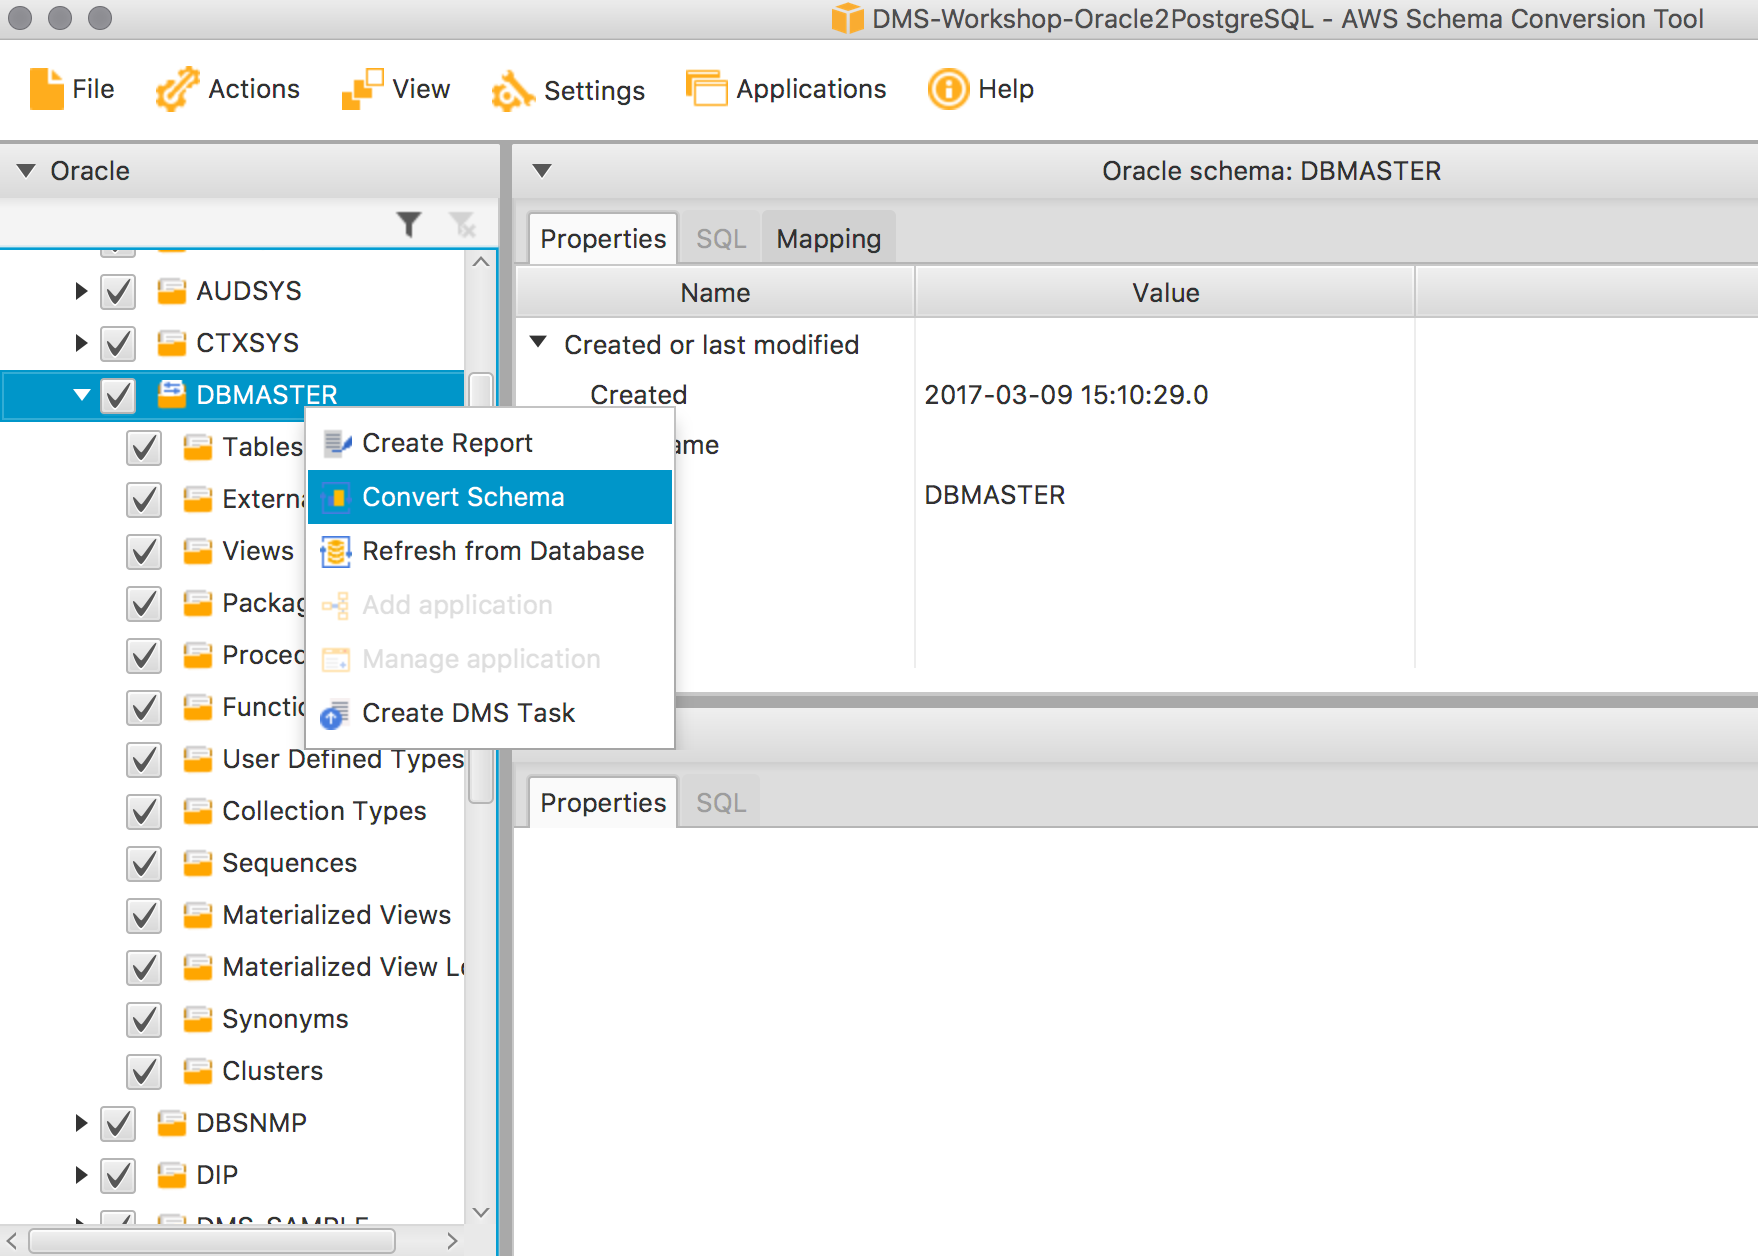 DMS-Workshop-Oracle2PostgreSQL - AWS Schema Conversion Tool
File Actions View Settings Applications Help
Oracle
Oracle schema: DBMASTER
Properties SQL Mapping
Name Value
AUDSYS
CTXSYS
DBMASTER
Tables
Externa
Views
Packag
Proced
Functio
User Defined Types
Collection Types
Sequences
Materialized Views
Materialized View Lo
Synonyms
Clusters
DBSNMP
DIP
DMS_SAMPLE
Create Report
Convert Schema
Refresh from Database
Add application
Manage application
Create DMS Task
Created or last modified
Created 2017-03-09 15:10:29.0
ame
DBMASTER
Properties SQL